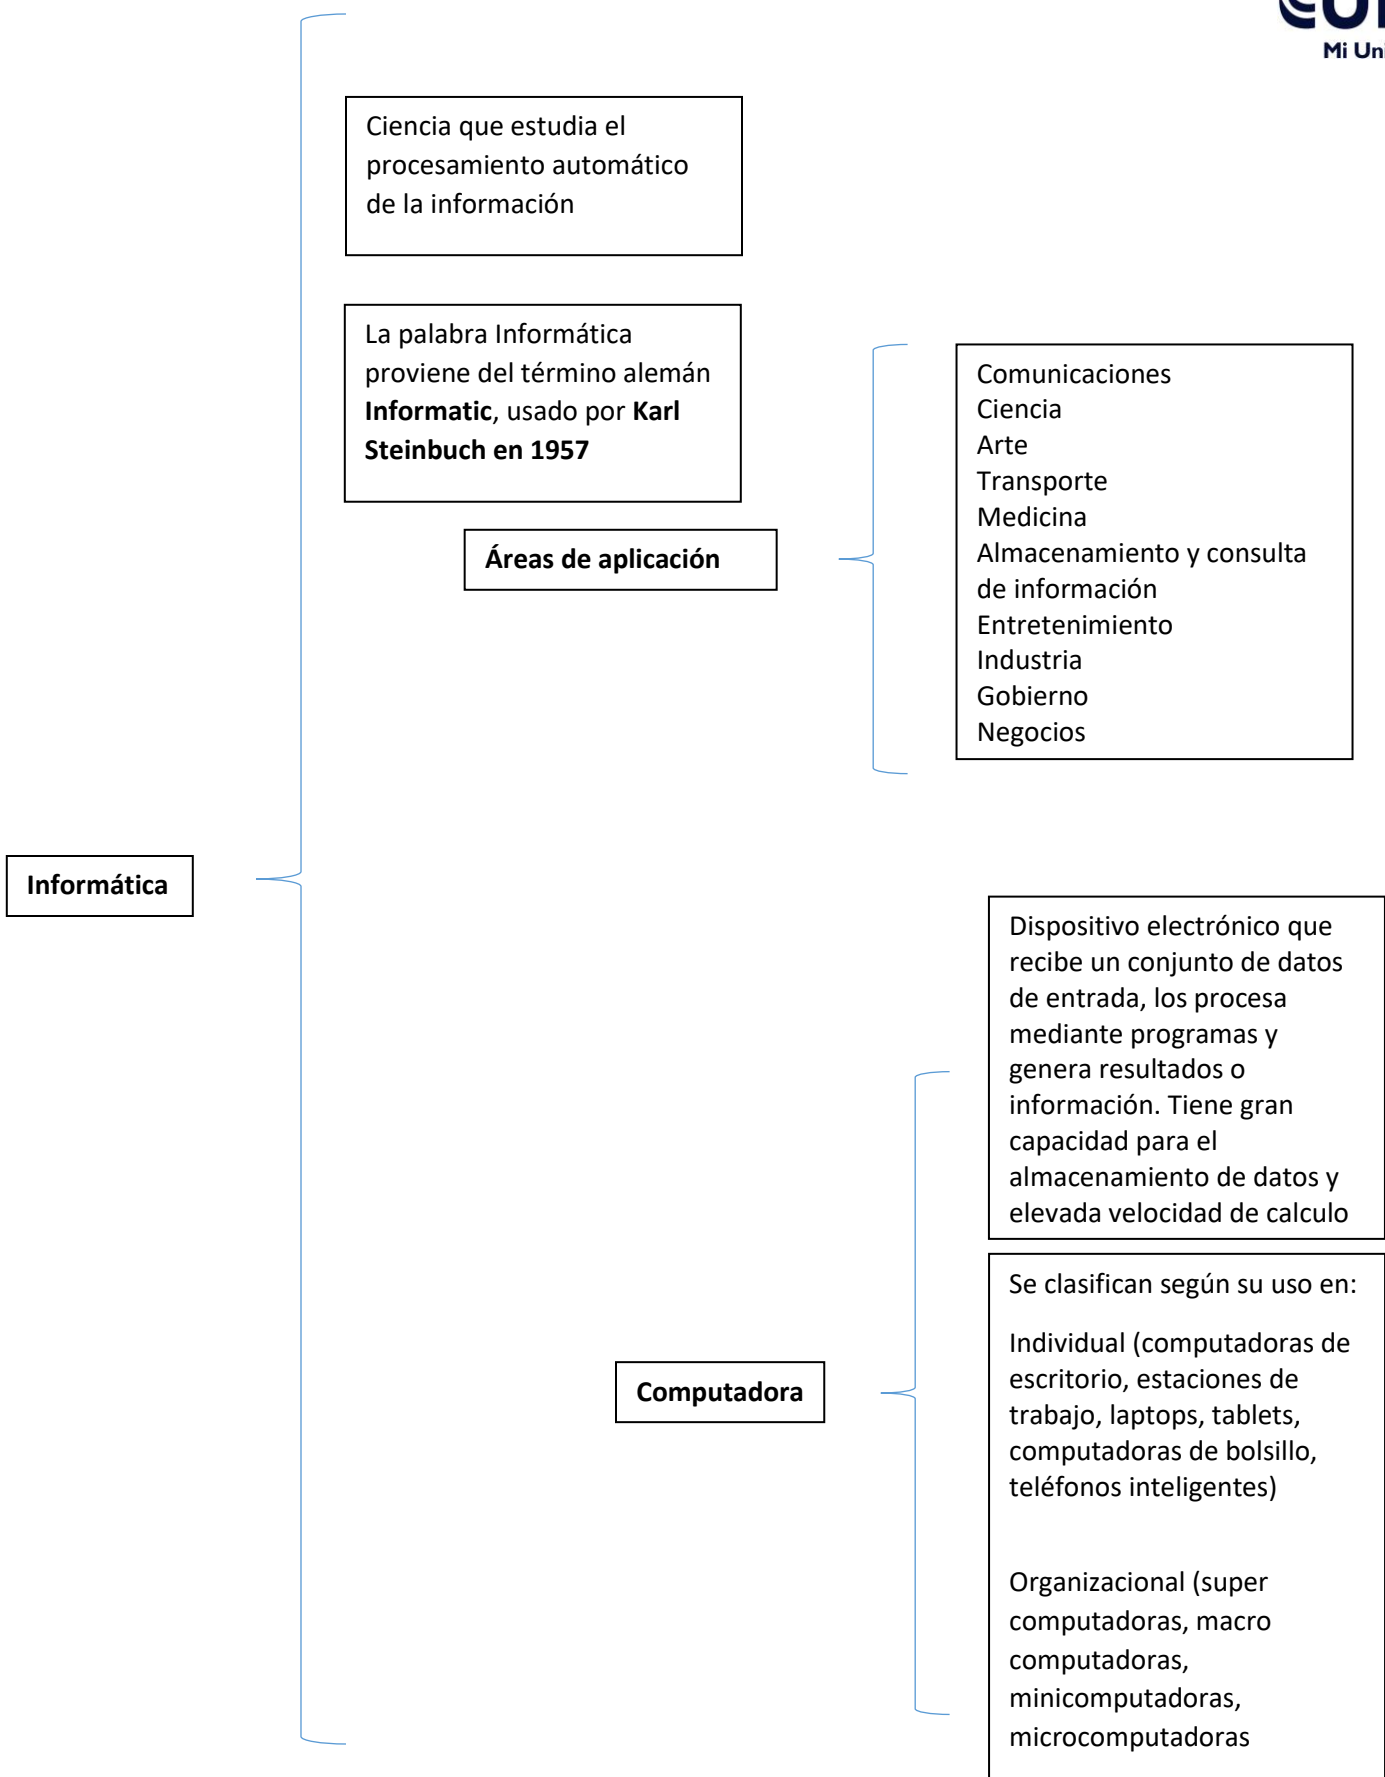 Mi Uni
Ciencia que estudia el
procesamiento automático
de la información
La palabra Informática
proviene del término alemán
Informatic, usado por Karl
Steinbuch en 1957
Áreas de aplicación
Comunicaciones
Ciencia
Arte
Transporte
Medicina
Almacenamiento y consulta
de información
Entretenimiento
Industria
Gobierno
Negocios
Informática
Dispositivo electrónico que
recibe un conjunto de datos
de entrada, los procesa
mediante programas y
genera resultados o
información. Tiene gran
capacidad para el
almacenamiento de datos y
elevada velocidad de calculo
Computadora
Se clasifican según su uso en:
Individual (computadoras de
escritorio, estaciones de
trabajo, laptops, tablets,
computadoras de bolsillo,
teléfonos inteligentes)
Organizacional (super
computadoras, macro
computadoras,
minicomputadoras,
microcomputadoras